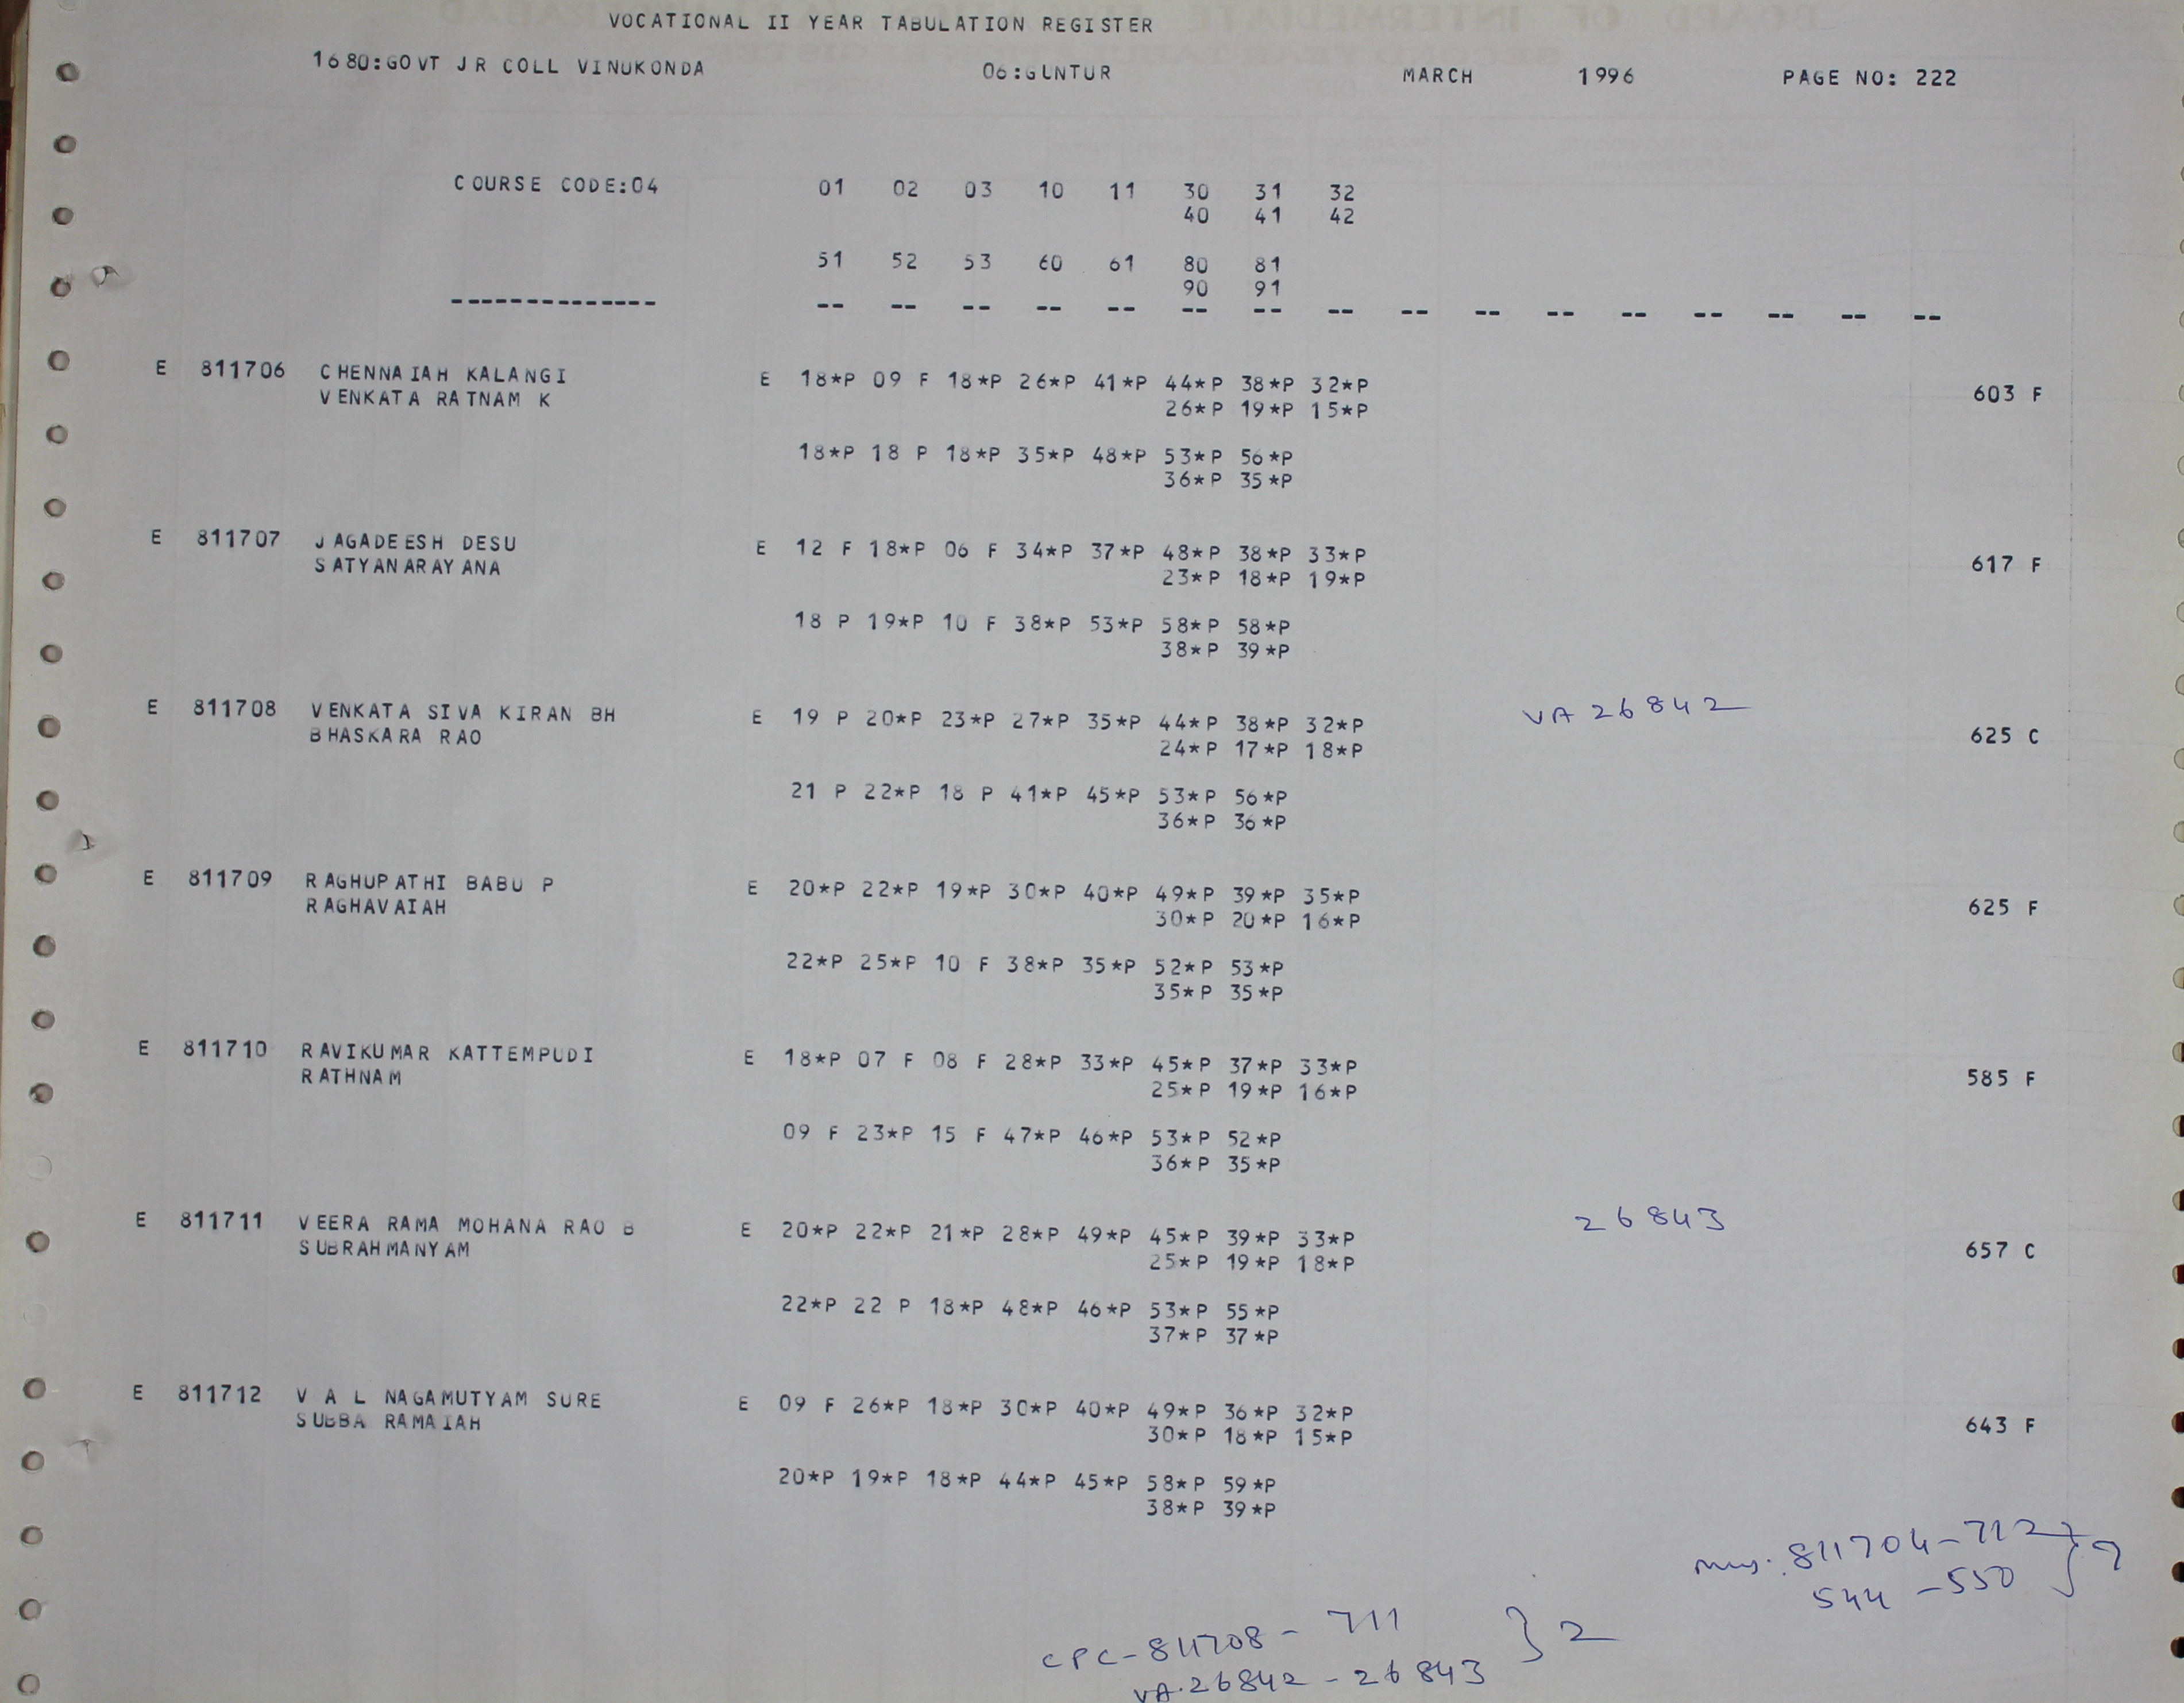 VOCATIONAL II YEAR TABULATION REGISTER
1680:GOVT JR COLL VINUKONDA 06:GUNTUR MARCH 1996 PAGE NO: 222
COURSE CODE:04 01 02 03 10 11 30 31 32
40 41 42
51 52 53 60 61 80 81
90 91
-------------- -- -- -- -- -- -- -- -- -- -- -- -- -- -- -- --
E 811706 CHENNAIAH KALANGI E 18*P 09 F 18*P 26*P 41*P 44*P 38*P 32*P
VENKATA RATNAM K 26*P 19*P 15*P 603 F
18*P 18 P 18*P 35*P 48*P 53*P 56*P
36*P 35*P
E 811707 JAGADEESH DESU E 12 F 18*P 06 F 34*P 37*P 48*P 38*P 33*P
SATYANARAYANA 23*P 18*P 19*P 617 F
18 P 19*P 10 F 38*P 53*P 58*P 58*P
38*P 39*P
E 811708 VENKATA SIVA KIRAN BH E 19 P 20*P 23*P 27*P 35*P 44*P 38*P 32*P VA 26842
BHASKARA RAO 24*P 17*P 18*P 625 C
21 P 22*P 18 P 41*P 45*P 53*P 56*P
36*P 36*P
E 811709 RAGHUPATHI BABU P E 20*P 22*P 19*P 30*P 40*P 49*P 39*P 35*P
RAGHAVAIAH 30*P 20*P 16*P 625 F
22*P 25*P 10 F 38*P 35*P 52*P 53*P
35*P 35*P
E 811710 RAVIKUMAR KATTEMPUDI E 18*P 07 F 08 F 28*P 33*P 45*P 37*P 33*P
RATHNAM 25*P 19*P 16*P 585 F
09 F 23*P 15 F 47*P 46*P 53*P 52*P
36*P 35*P
E 811711 VEERA RAMA MOHANA RAO B E 20*P 22*P 21*P 28*P 49*P 45*P 39*P 33*P 26843
SUBRAHMANYAM 25*P 19*P 18*P 657 C
22*P 22 P 18*P 48*P 46*P 53*P 55*P
37*P 37*P
E 811712 V A L NAGAMUTYAM SURE E 09 F 26*P 18*P 30*P 40*P 49*P 36*P 32*P
SUBBA RAMAIAH 30*P 18*P 15*P 643 F
20*P 19*P 18*P 44*P 45*P 58*P 59*P
38*P 39*P
811704-712
544 -550
CPC-811708 - 711 } 2
VA.26842 - 26843